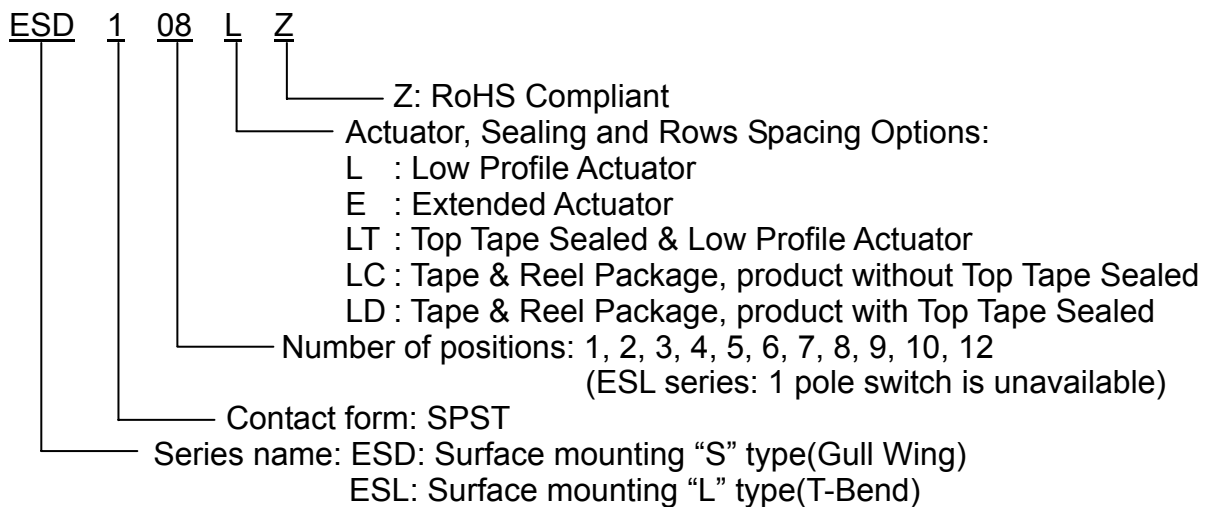 ESD 1 08 L Z
Z: RoHS Compliant
Actuator, Sealing and Rows Spacing Options:
L : Low Profile Actuator
E : Extended Actuator
LT : Top Tape Sealed & Low Profile Actuator
LC : Tape & Reel Package, product without Top Tape Sealed
LD : Tape & Reel Package, product with Top Tape Sealed
Number of positions: 1, 2, 3, 4, 5, 6, 7, 8, 9, 10, 12
(ESL series: 1 pole switch is unavailable)
Contact form: SPST
Series name: ESD: Surface mounting “S” type(Gull Wing)
ESL: Surface mounting “L” type(T-Bend)